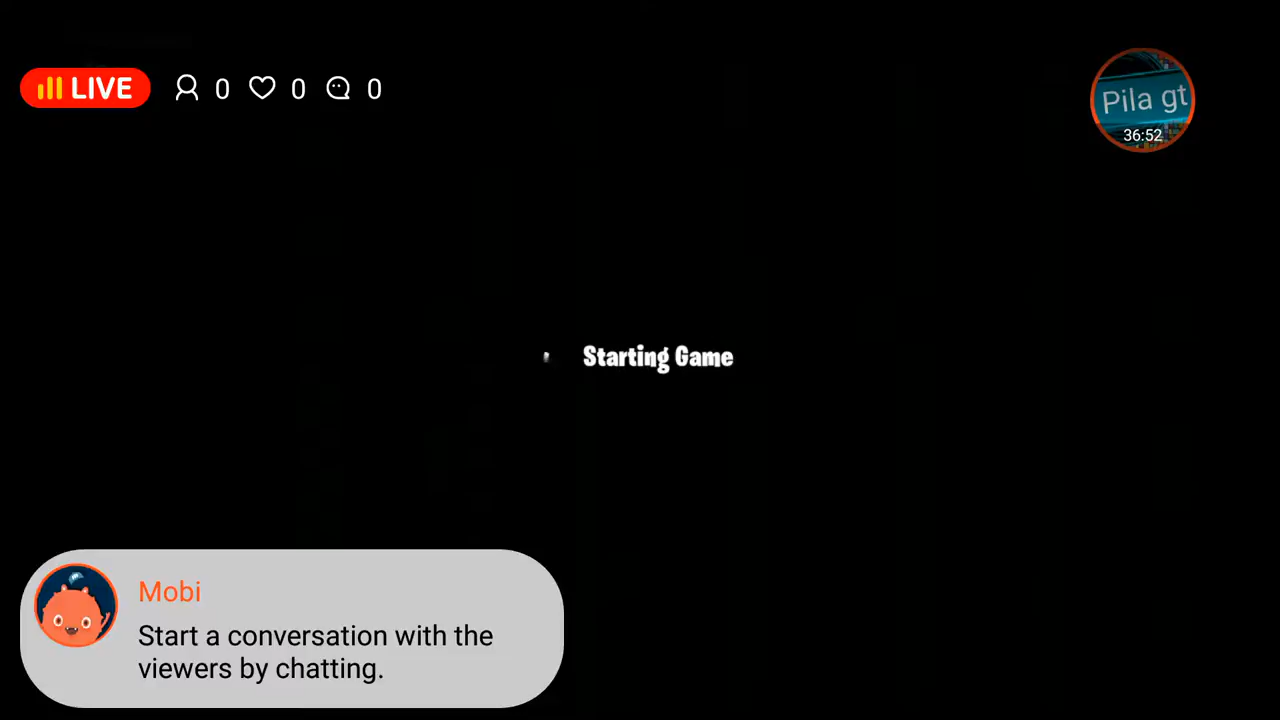 LIVE 0 0 0
Pila gt
36:52
Starting Game
Mobi
Start a conversation with the
viewers by chatting.